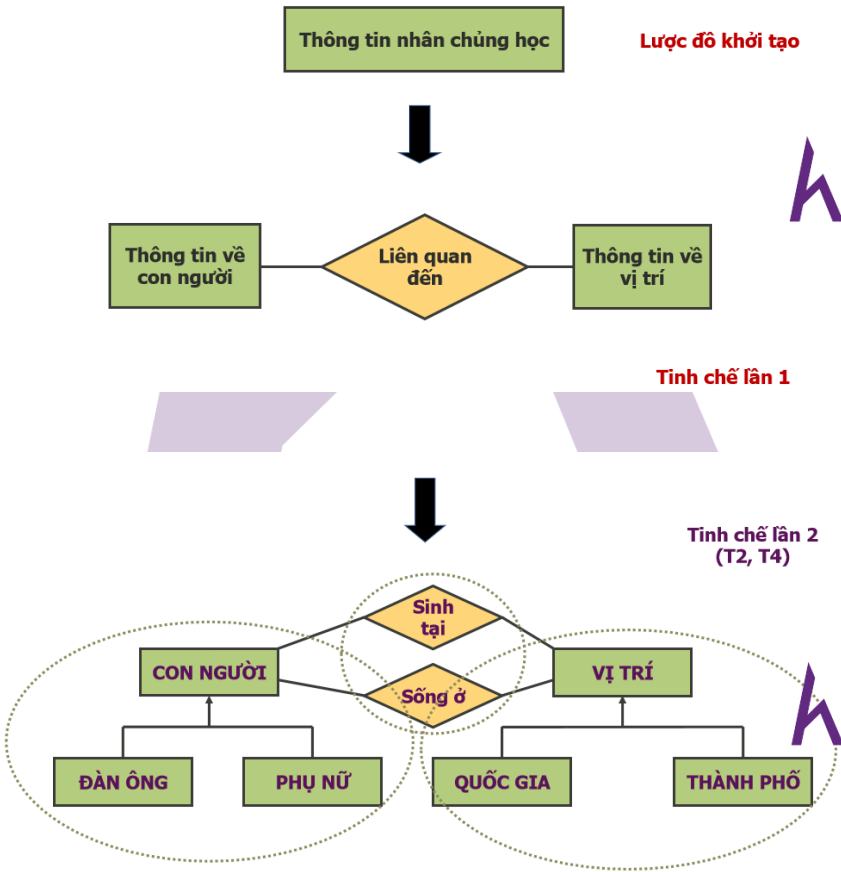 Thông tin nhân chủng học
Lược đồ khởi tạo
Thông tin về
con người
Liên quan
đến
Thông tin về
vị trí
Tinh chế lần 1
Tinh chế lần 2
(T2, T4)
Sinh
tại
CON NGƯỜI
VỊ TRÍ
Sống ở
ĐÀN ÔNG
PHỤ NỮ
QUỐC GIA
THÀNH PHỐ